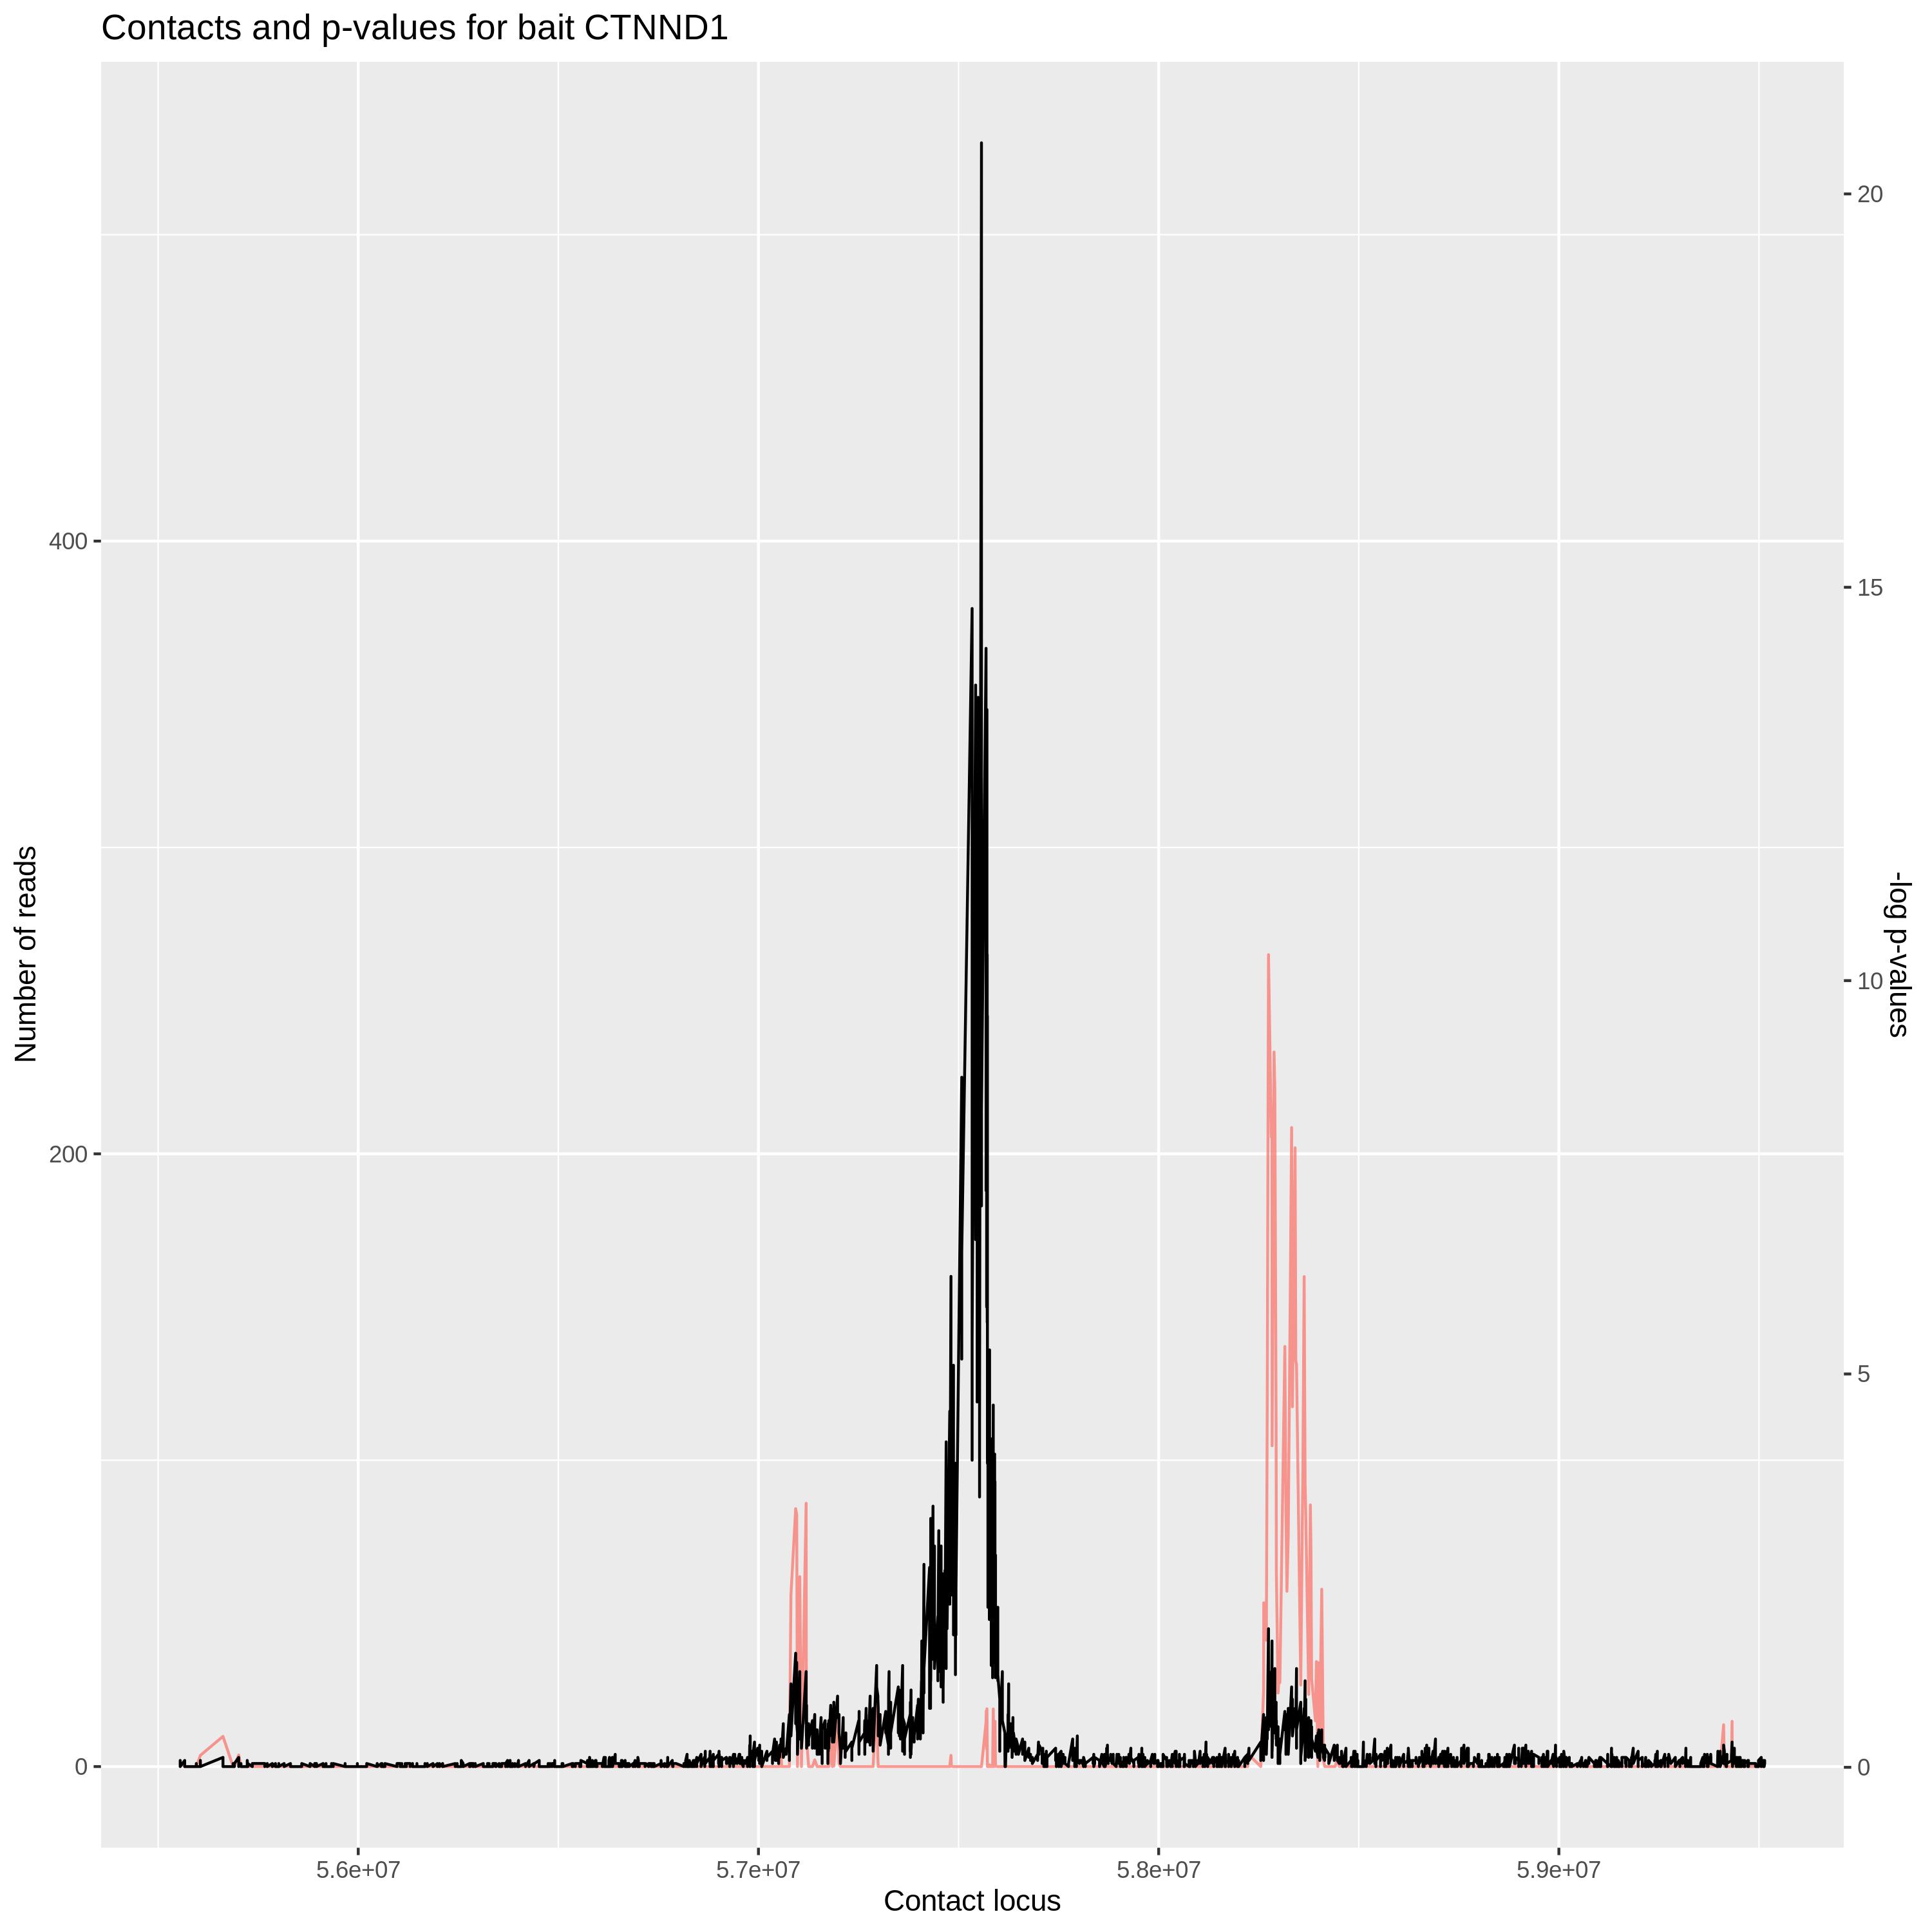 Contacts and p-values for bait CTNND1
Number of reads
400
200
0
20
15
10
5
0
-log p-values
5.6e+07
5.7e+07
5.8e+07
5.9e+07
Contact locus